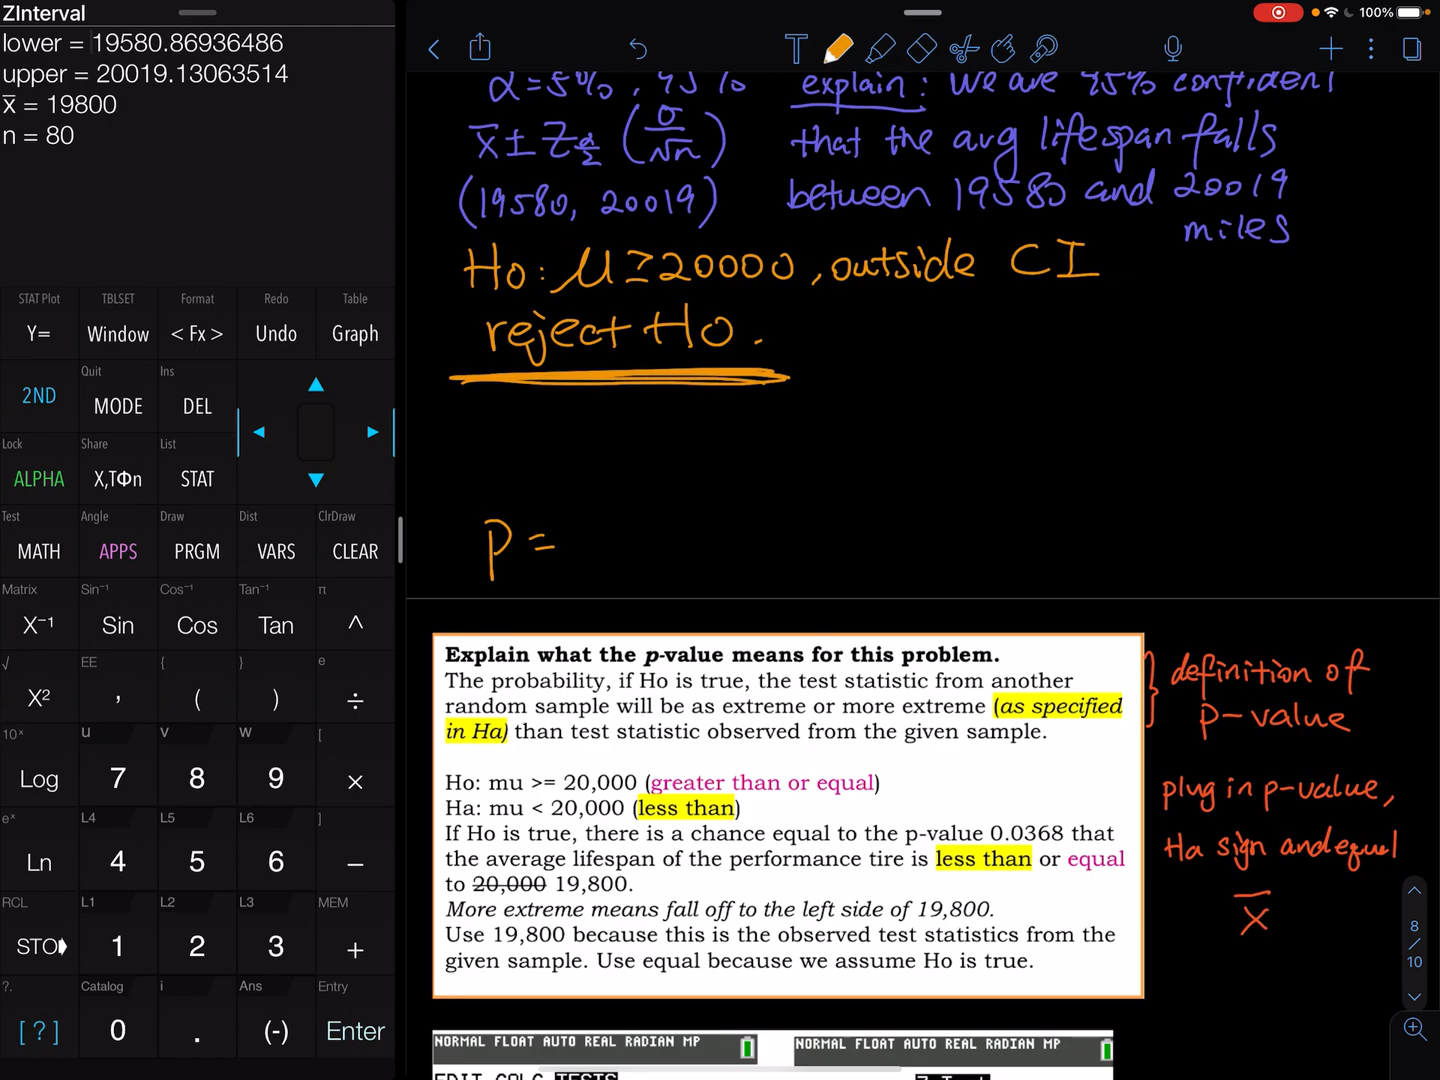 ZInterval
lower = 19580.86936486
upper = 20019.13063514
x̄ = 19800
n = 80
STAT Plot TBLSET Format Redo Table
Y= Window < Fx > Undo Graph
Quit Ins
2ND MODE DEL
Lock Share List
ALPHA X,TΦn STAT
Test Angle Draw Dist ClrDraw
MATH APPS PRGM VARS CLEAR
Matrix Sin⁻¹ Cos⁻¹ Tan⁻¹ π
X⁻¹ Sin Cos Tan ^
√ EE { } e
X² , ( ) ÷
10ˣ u v w [
Log 7 8 9 ×
eˣ L4 L5 L6 ]
Ln 4 5 6 −
RCL L1 L2 L3 MEM
STO 1 2 3 +
?. Catalog i Ans Entry
[ ? ] 0 . (-) Enter
100%
α=5%, 95% explain: We are 95% confident
x̄ ± Z α/2 (σ/√n) that the avg lifespan falls
(19580, 20019) between 19580 and 20019
miles
Ho: μ ≥ 20000, outside CI
reject Ho.
P =
Explain what the p-value means for this problem.
The probability, if Ho is true, the test statistic from another
random sample will be as extreme or more extreme (as specified
in Ha) than test statistic observed from the given sample.
Ho: mu >= 20,000 (greater than or equal)
Ha: mu < 20,000 (less than)
If Ho is true, there is a chance equal to the p-value 0.0368 that
the average lifespan of the performance tire is less than or equal
to 20,000 19,800.
More extreme means fall off to the left side of 19,800.
Use 19,800 because this is the observed test statistics from the
given sample. Use equal because we assume Ho is true.
definition of
p-value
plug in p-value,
Ha sign and equal
x̄
8
/
10
NORMAL FLOAT AUTO REAL RADIAN MP
EDIT CALC TESTS
NORMAL FLOAT AUTO REAL RADIAN MP
Z-Test